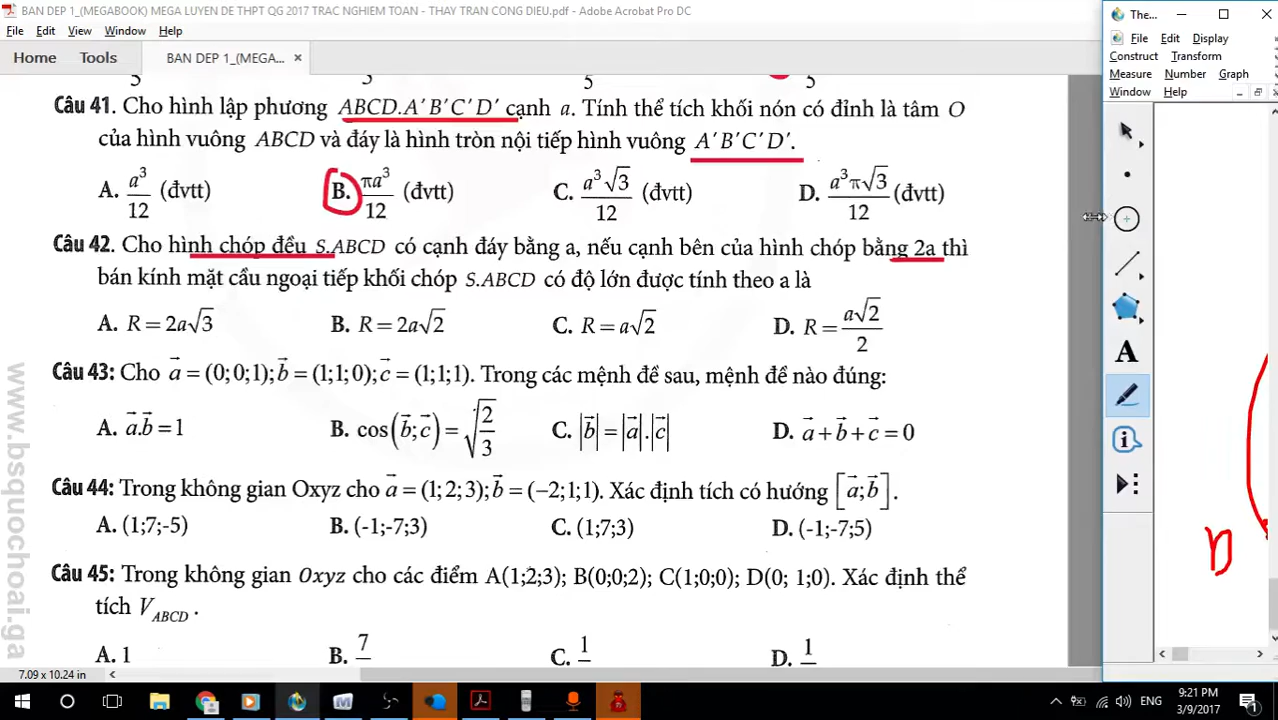 BAN DEP 1_(MEGABOOK) MEGA LUYEN DE THPT QG 2017 TRAC NGHIEM TOAN - THAY TRAN CONG DIEU.pdf - Adobe Acrobat Pro DC
File Edit View Window Help
Home Tools BAN DEP 1_(MEGA... ×
5 5 5 5
Câu 41. Cho hình lập phương ABCD.A'B'C'D' cạnh a. Tính thể tích khối nón có đỉnh là tâm O
của hình vuông ABCD và đáy là hình tròn nội tiếp hình vuông A'B'C'D'.
A. a³/12 (đvtt) B. πa³/12 (đvtt) C. a³√3/12 (đvtt) D. a³π√3/12 (đvtt)
Câu 42. Cho hình chóp đều S.ABCD có cạnh đáy bằng a, nếu cạnh bên của hình chóp bằng 2a thì
bán kính mặt cầu ngoại tiếp khối chóp S.ABCD có độ lớn được tính theo a là
A. R = 2a√3 B. R = 2a√2 C. R = a√2 D. R = a√2/2
Câu 43: Cho a⃗ = (0; 0; 1); b⃗ = (1; 1; 0); c⃗ = (1; 1; 1). Trong các mệnh đề sau, mệnh đề nào đúng:
A. a⃗.b⃗ = 1 B. cos(b⃗; c⃗) = √(2/3) C. |b⃗| = |a⃗|.|c⃗| D. a⃗ + b⃗ + c⃗ = 0
Câu 44: Trong không gian Oxyz cho a⃗ = (1; 2; 3); b⃗ = (−2; 1; 1). Xác định tích có hướng [a⃗; b⃗].
A. (1;7;-5) B. (-1;-7;3) C. (1;7;3) D. (-1;-7;5)
Câu 45: Trong không gian Oxyz cho các điểm A(1;2;3); B(0;0;2); C(1;0;0); D(0; 1;0). Xác định thể
tích V_ABCD .
A. 1 B. 7 C. 1 D. 1
7.09 x 10.24 in
www.bsquochoai.ga
The...
File Edit Display
Construct Transform
Measure Number Graph
Window Help
A
D
ENG
9:21 PM
3/9/2017
1